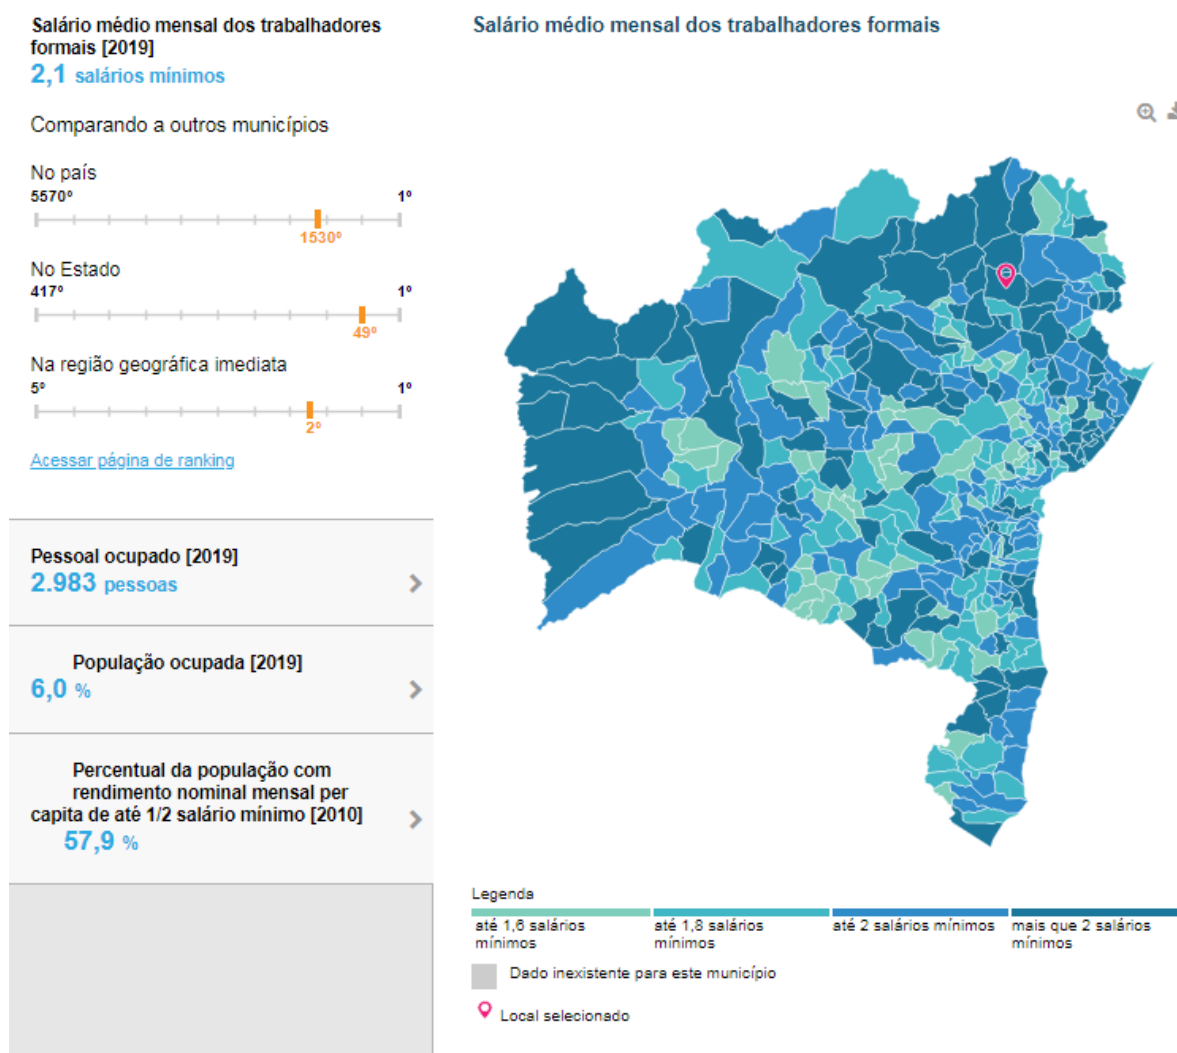 Salário médio mensal dos trabalhadores
formais [2019]
2,1 salários mínimos
Comparando a outros municípios
No país
5570º 1º
1530º
No Estado
417º 1º
49º
Na região geográfica imediata
5º 1º
2º
Acessar página de ranking
Pessoal ocupado [2019]
2.983 pessoas
População ocupada [2019]
6,0 %
Percentual da população com
rendimento nominal mensal per
capita de até 1/2 salário mínimo [2010]
57,9 %
Salário médio mensal dos trabalhadores formais
Legenda
até 1,6 salários
mínimos
até 1,8 salários
mínimos
até 2 salários mínimos
mais que 2 salários
mínimos
Dado inexistente para este município
Local selecionado